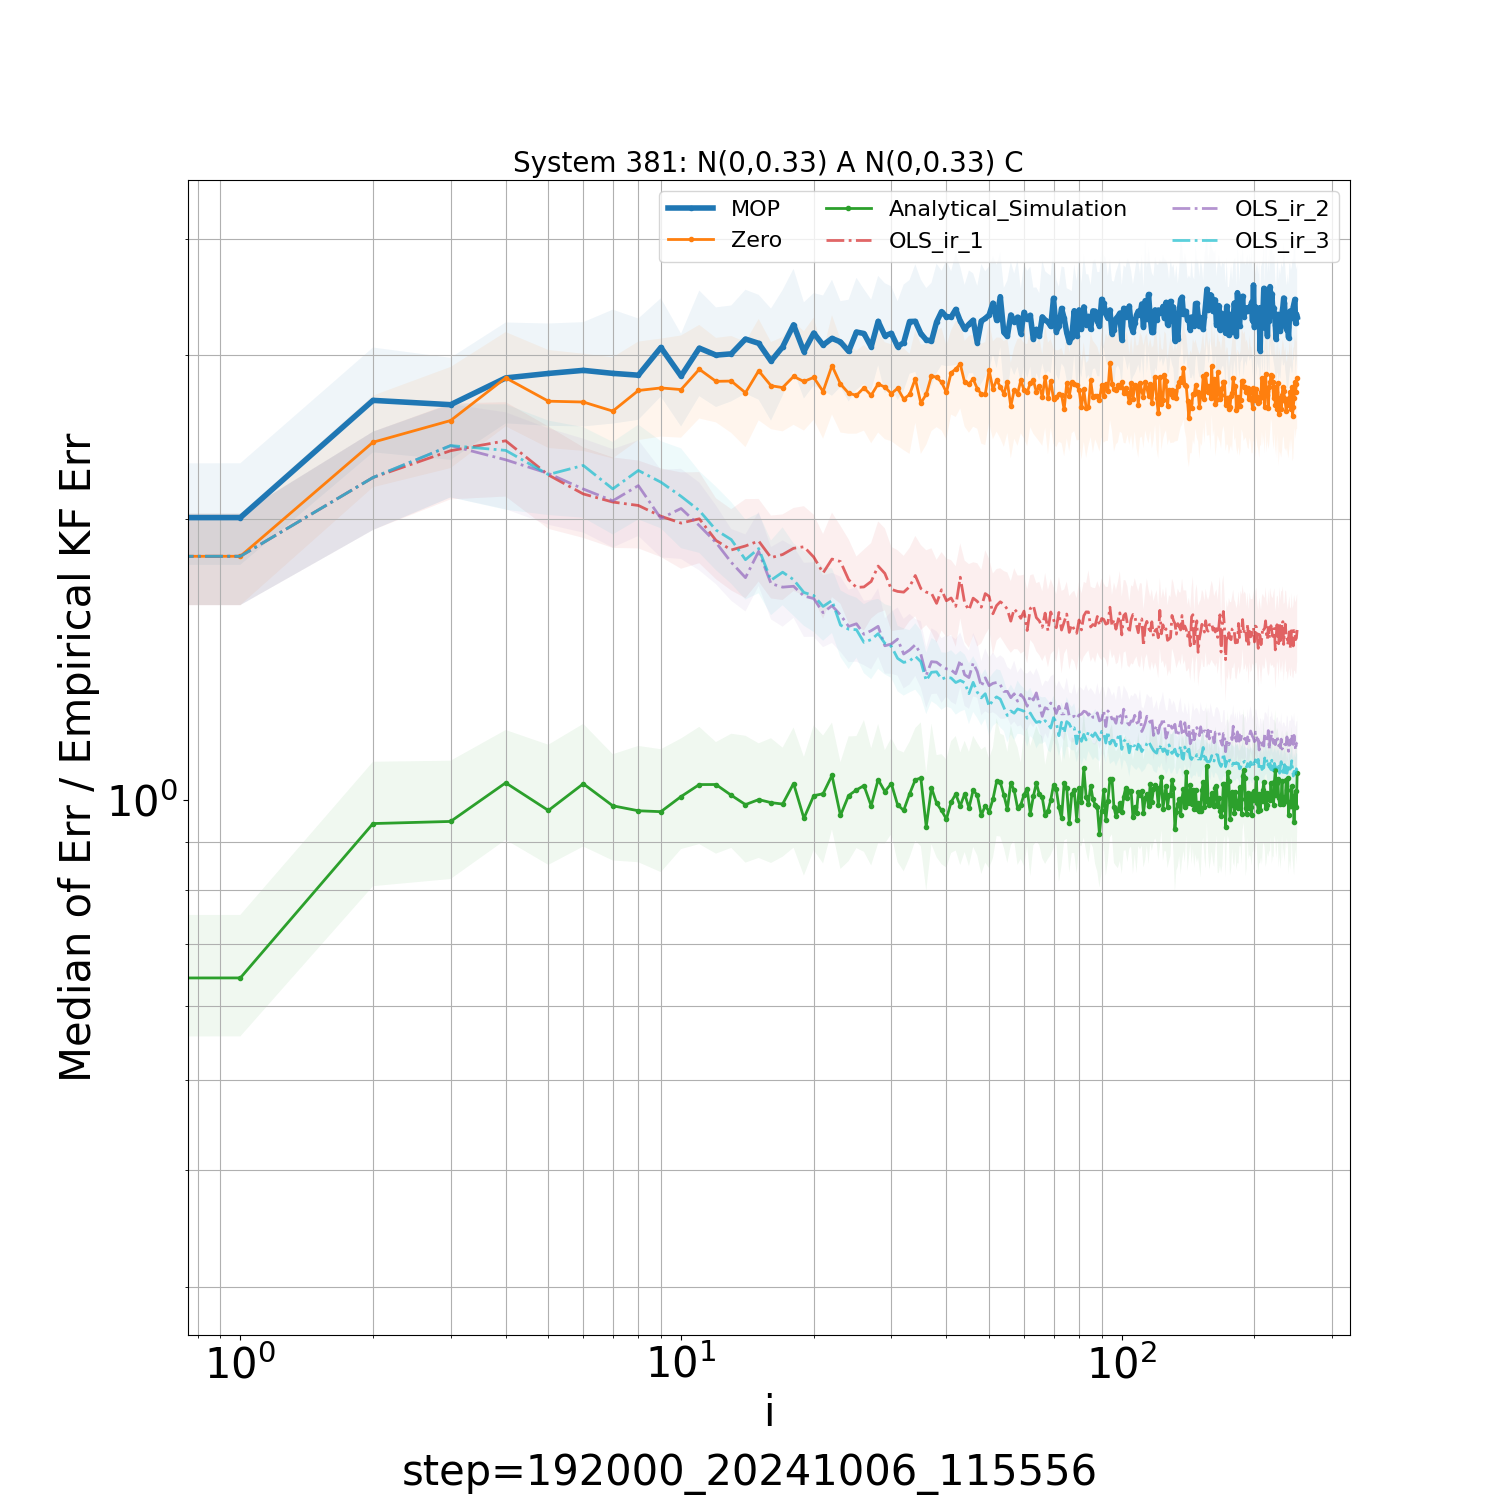 System 381: N(0,0.33) A N(0,0.33) C
MOP
Zero
Analytical_Simulation
OLS_ir_1
OLS_ir_2
OLS_ir_3
Median of Err / Empirical KF Err
10⁰
10⁰ 10¹ 10²
i
step=192000_20241006_115556